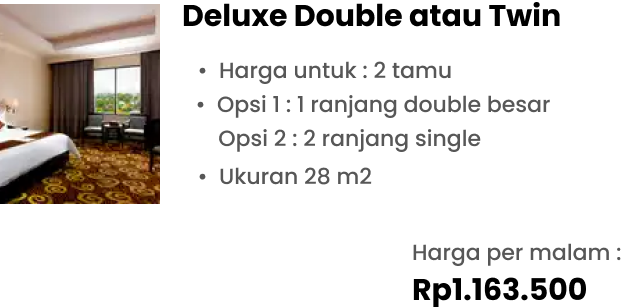 Deluxe Double atau Twin
• Harga untuk : 2 tamu
• Opsi 1 : 1 ranjang double besar
Opsi 2 : 2 ranjang single
• Ukuran 28 m2
Harga per malam :
Rp1.163.500